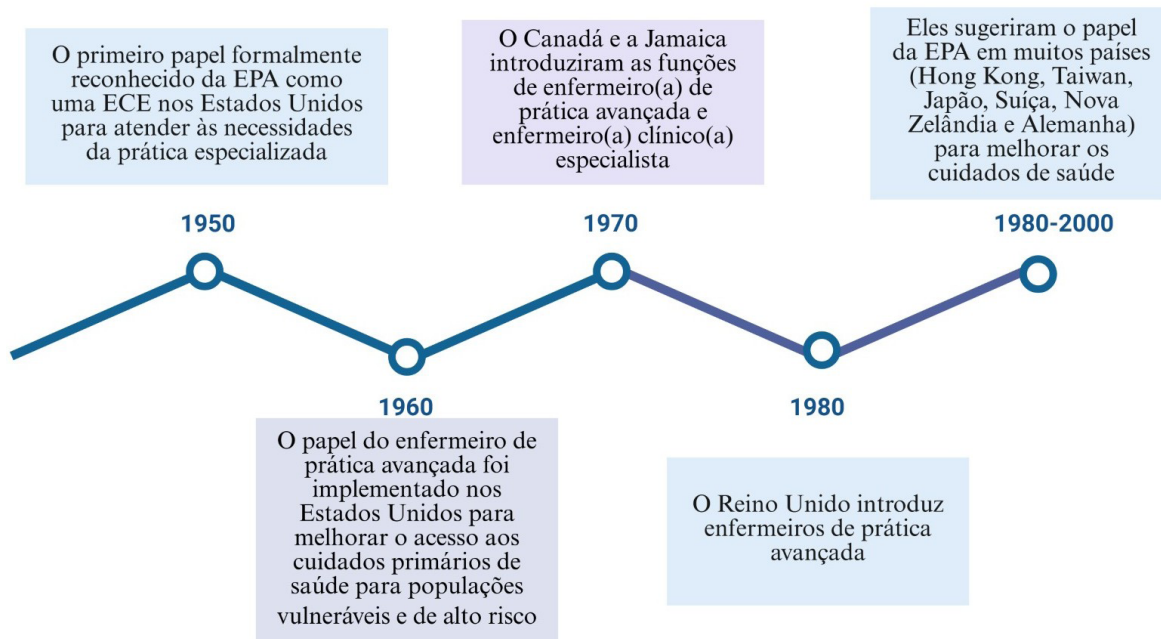 O primeiro papel formalmente
reconhecido da EPA como
uma ECE nos Estados Unidos
para atender às necessidades
da prática especializada
1950
O papel do enfermeiro de
prática avançada foi
implementado nos
Estados Unidos para
melhorar o acesso aos
cuidados primários de
saúde para populações
vulneráveis e de alto risco
1960
O Canadá e a Jamaica
introduziram as funções
de enfermeiro(a) de
prática avançada e
enfermeiro(a) clínico(a)
especialista
1970
O Reino Unido introduz
enfermeiros de prática
avançada
1980
Eles sugeriram o papel
da EPA em muitos países
(Hong Kong, Taiwan,
Japão, Suíça, Nova
Zelândia e Alemanha)
para melhorar os
cuidados de saúde
1980-2000